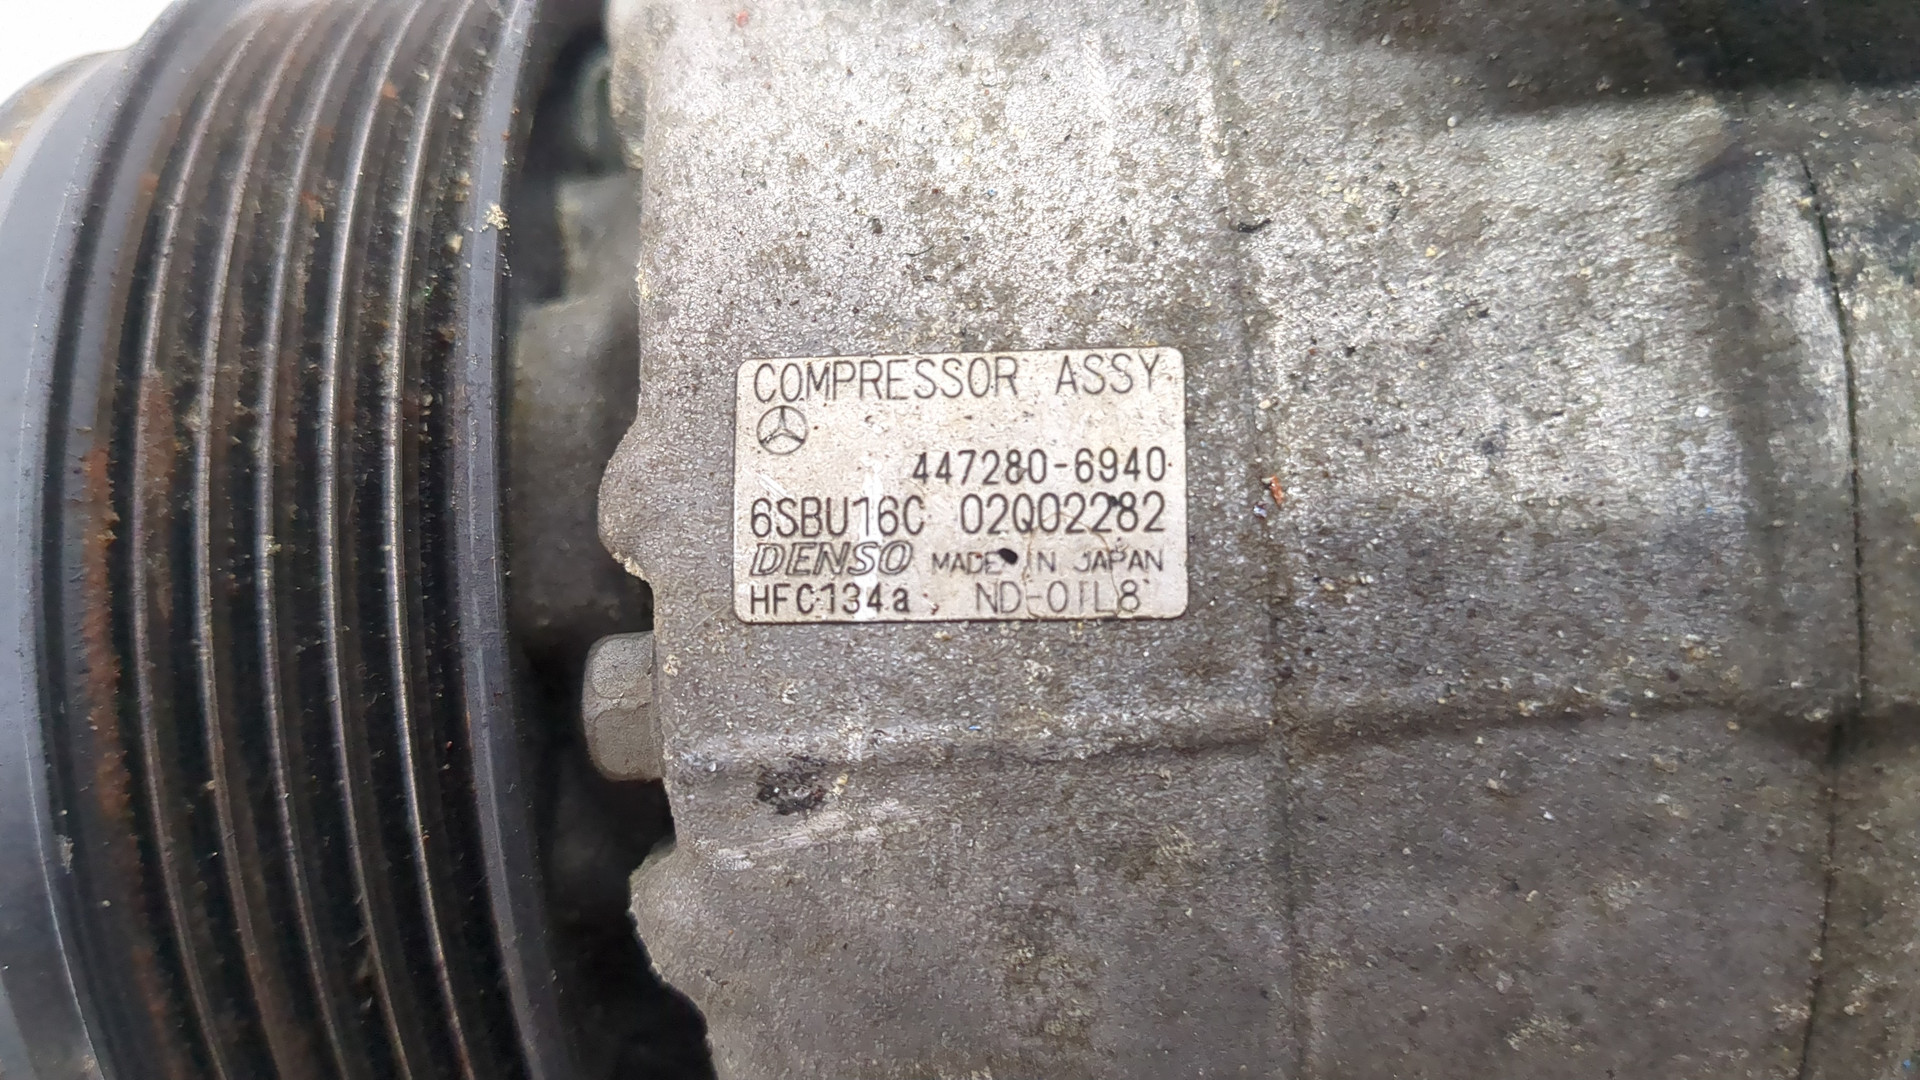 COMPRESSOR ASSY
447280-6940
6SBU16C 02Q02282
DENSO MADE IN JAPAN
HFC134a ND-OIL8